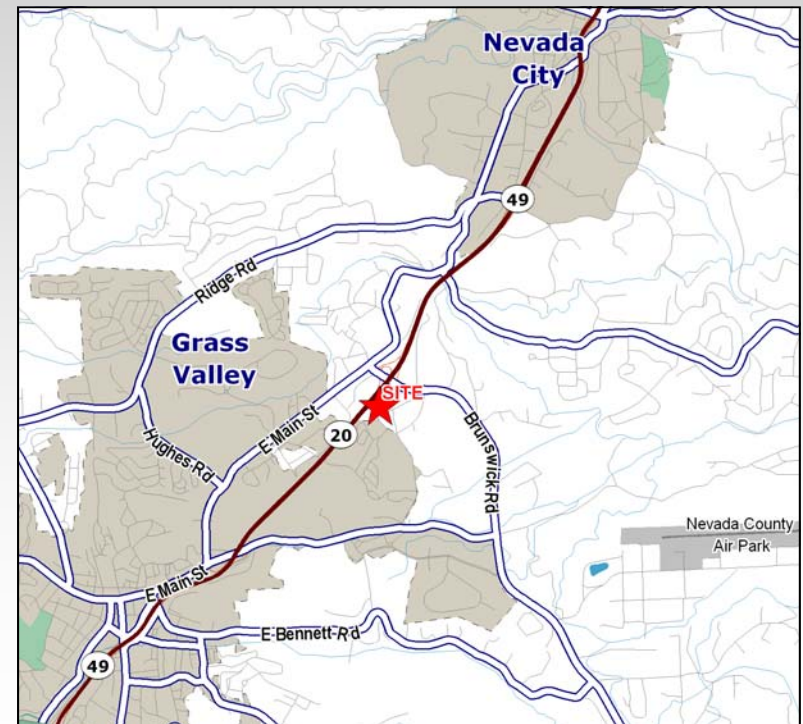 Nevada
City
49
Ridge Rd
Grass
Valley
SITE
E Main St
20
Hughes Rd
Brunswick Rd
Nevada County
Air Park
E Main St
E Bennett Rd
49